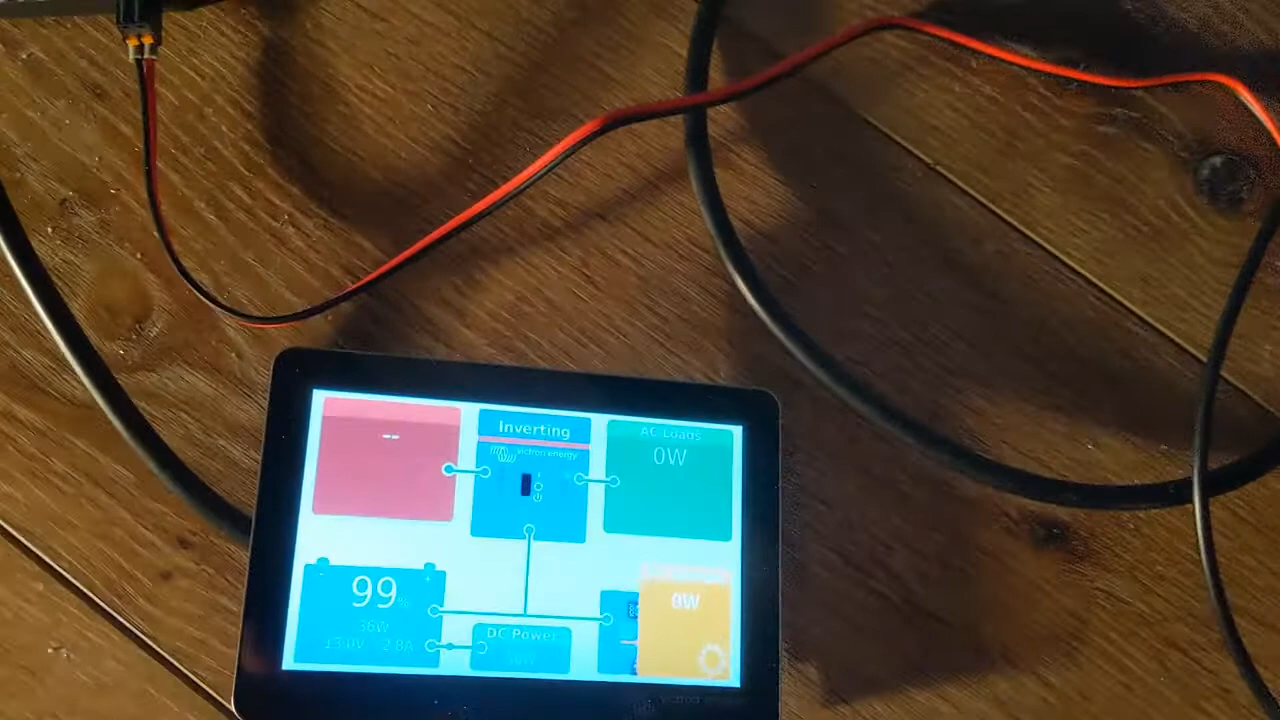 --
Inverting
AC Loads
victron energy
0W
99%
36W
13.0V 2.8A
DC Power
0W